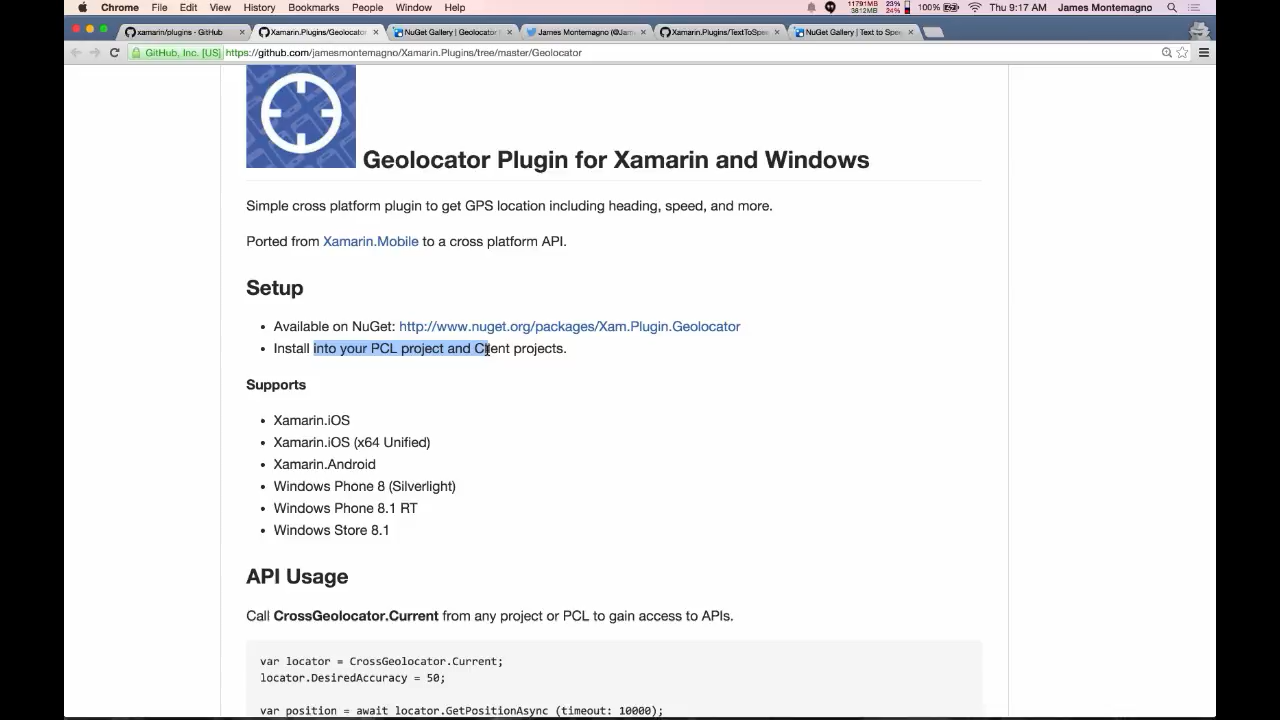 Chrome File Edit View History Bookmarks People Window Help 11791MB 3812MB 23% 24% 100% Thu 9:17 AM James Montemagno
xamarin/plugins · GitHub × Xamarin.Plugins/Geolocator × NuGet Gallery | Geolocator × James Montemagno (@Jam × Xamarin.Plugins/TextToSpe × NuGet Gallery | Text to Spe ×
GitHub, Inc. [US] https://github.com/jamesmontemagno/Xamarin.Plugins/tree/master/Geolocator
Geolocator Plugin for Xamarin and Windows
Simple cross platform plugin to get GPS location including heading, speed, and more.
Ported from Xamarin.Mobile to a cross platform API.
Setup
• Available on NuGet: http://www.nuget.org/packages/Xam.Plugin.Geolocator
• Install into your PCL project and Client projects.
Supports
• Xamarin.iOS
• Xamarin.iOS (x64 Unified)
• Xamarin.Android
• Windows Phone 8 (Silverlight)
• Windows Phone 8.1 RT
• Windows Store 8.1
API Usage
Call CrossGeolocator.Current from any project or PCL to gain access to APIs.
var locator = CrossGeolocator.Current;
locator.DesiredAccuracy = 50;
var position = await locator.GetPositionAsync (timeout: 10000);